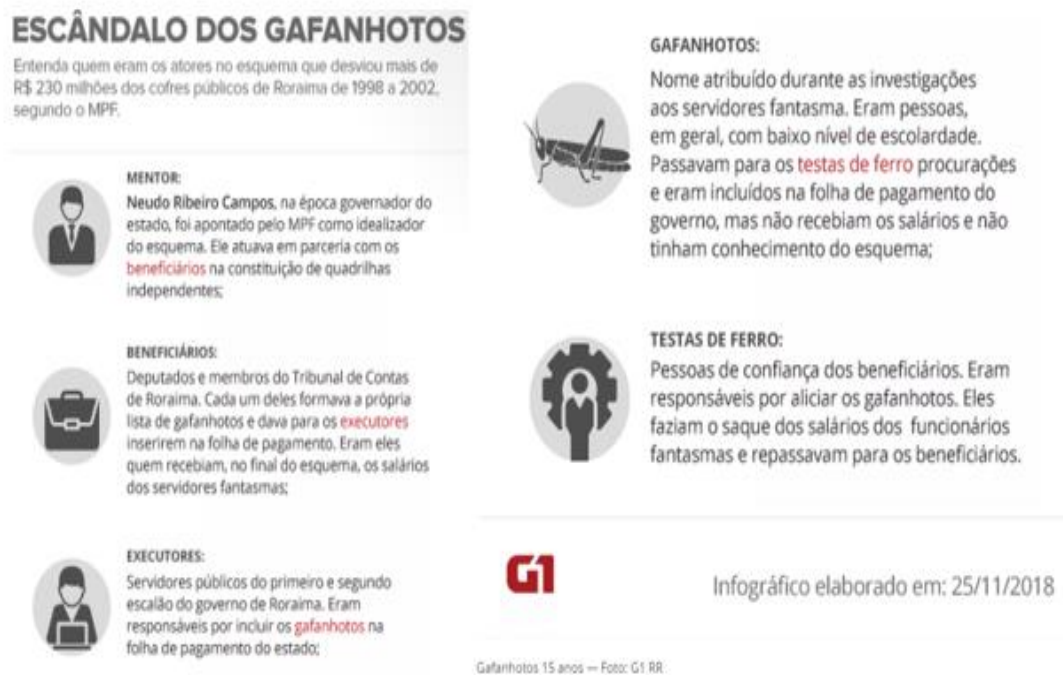 ESCÂNDALO DOS GAFANHOTOS
Entenda quem eram os atores no esquema que desviou mais de
R$ 230 milhões dos cofres públicos de Roraima de 1998 a 2002,
segundo o MPF.
MENTOR:
Neudo Ribeiro Campos, na época governador do
estado, foi apontado pelo MPF como idealizador
do esquema. Ele atuava em parceria com os
beneficiários na constituição de quadrilhas
independentes;
BENEFICIÁRIOS:
Deputados e membros do Tribunal de Contas
de Roraima. Cada um deles formava a própria
lista de gafanhotos e dava para os executores
inserirem na folha de pagamento. Eram eles
quem recebiam, no final do esquema, os salários
dos servidores fantasmas;
EXECUTORES:
Servidores públicos do primeiro e segundo
escalão do governo de Roraima. Eram
responsáveis por incluir os gafanhotos na
folha de pagamento do estado;
GAFANHOTOS:
Nome atribuído durante as investigações
aos servidores fantasma. Eram pessoas,
em geral, com baixo nível de escolardade.
Passavam para os testas de ferro procurações
e eram incluídos na folha de pagamento do
governo, mas não recebiam os salários e não
tinham conhecimento do esquema;
TESTAS DE FERRO:
Pessoas de confiança dos beneficiários. Eram
responsáveis por aliciar os gafanhotos. Eles
faziam o saque dos salários dos funcionários
fantasmas e repassavam para os beneficiários.
G1
Infográfico elaborado em: 25/11/2018
Gafanhotos 15 anos — Foto: G1 RR